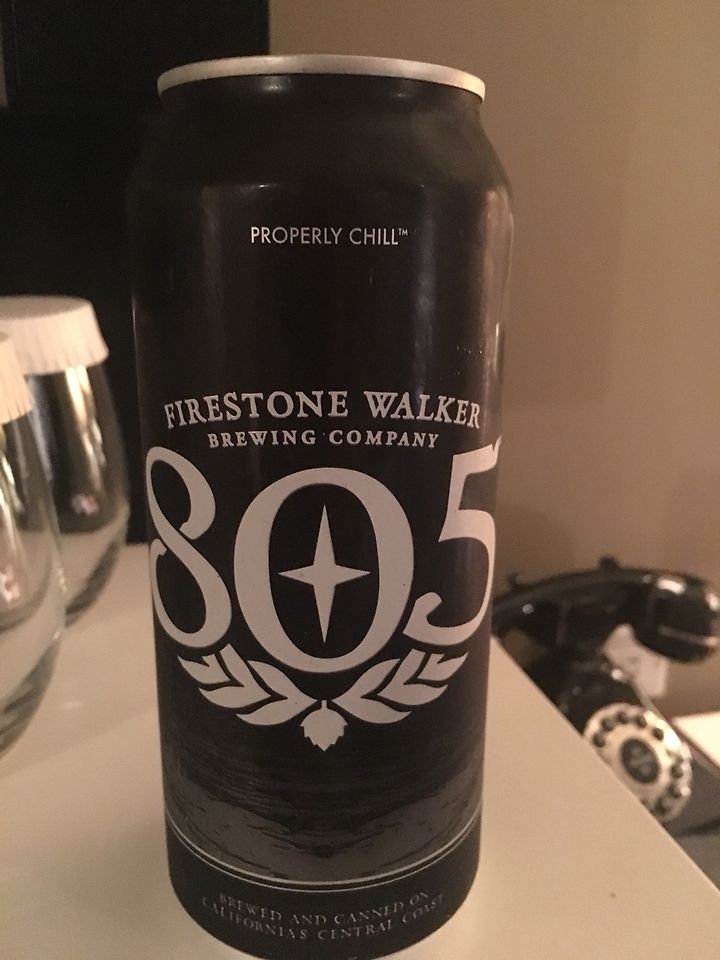 PROPERLY CHILL™
FIRESTONE WALKER
BREWING COMPANY
805
BREWED AND CANNED ON
CALIFORNIA'S CENTRAL COAST